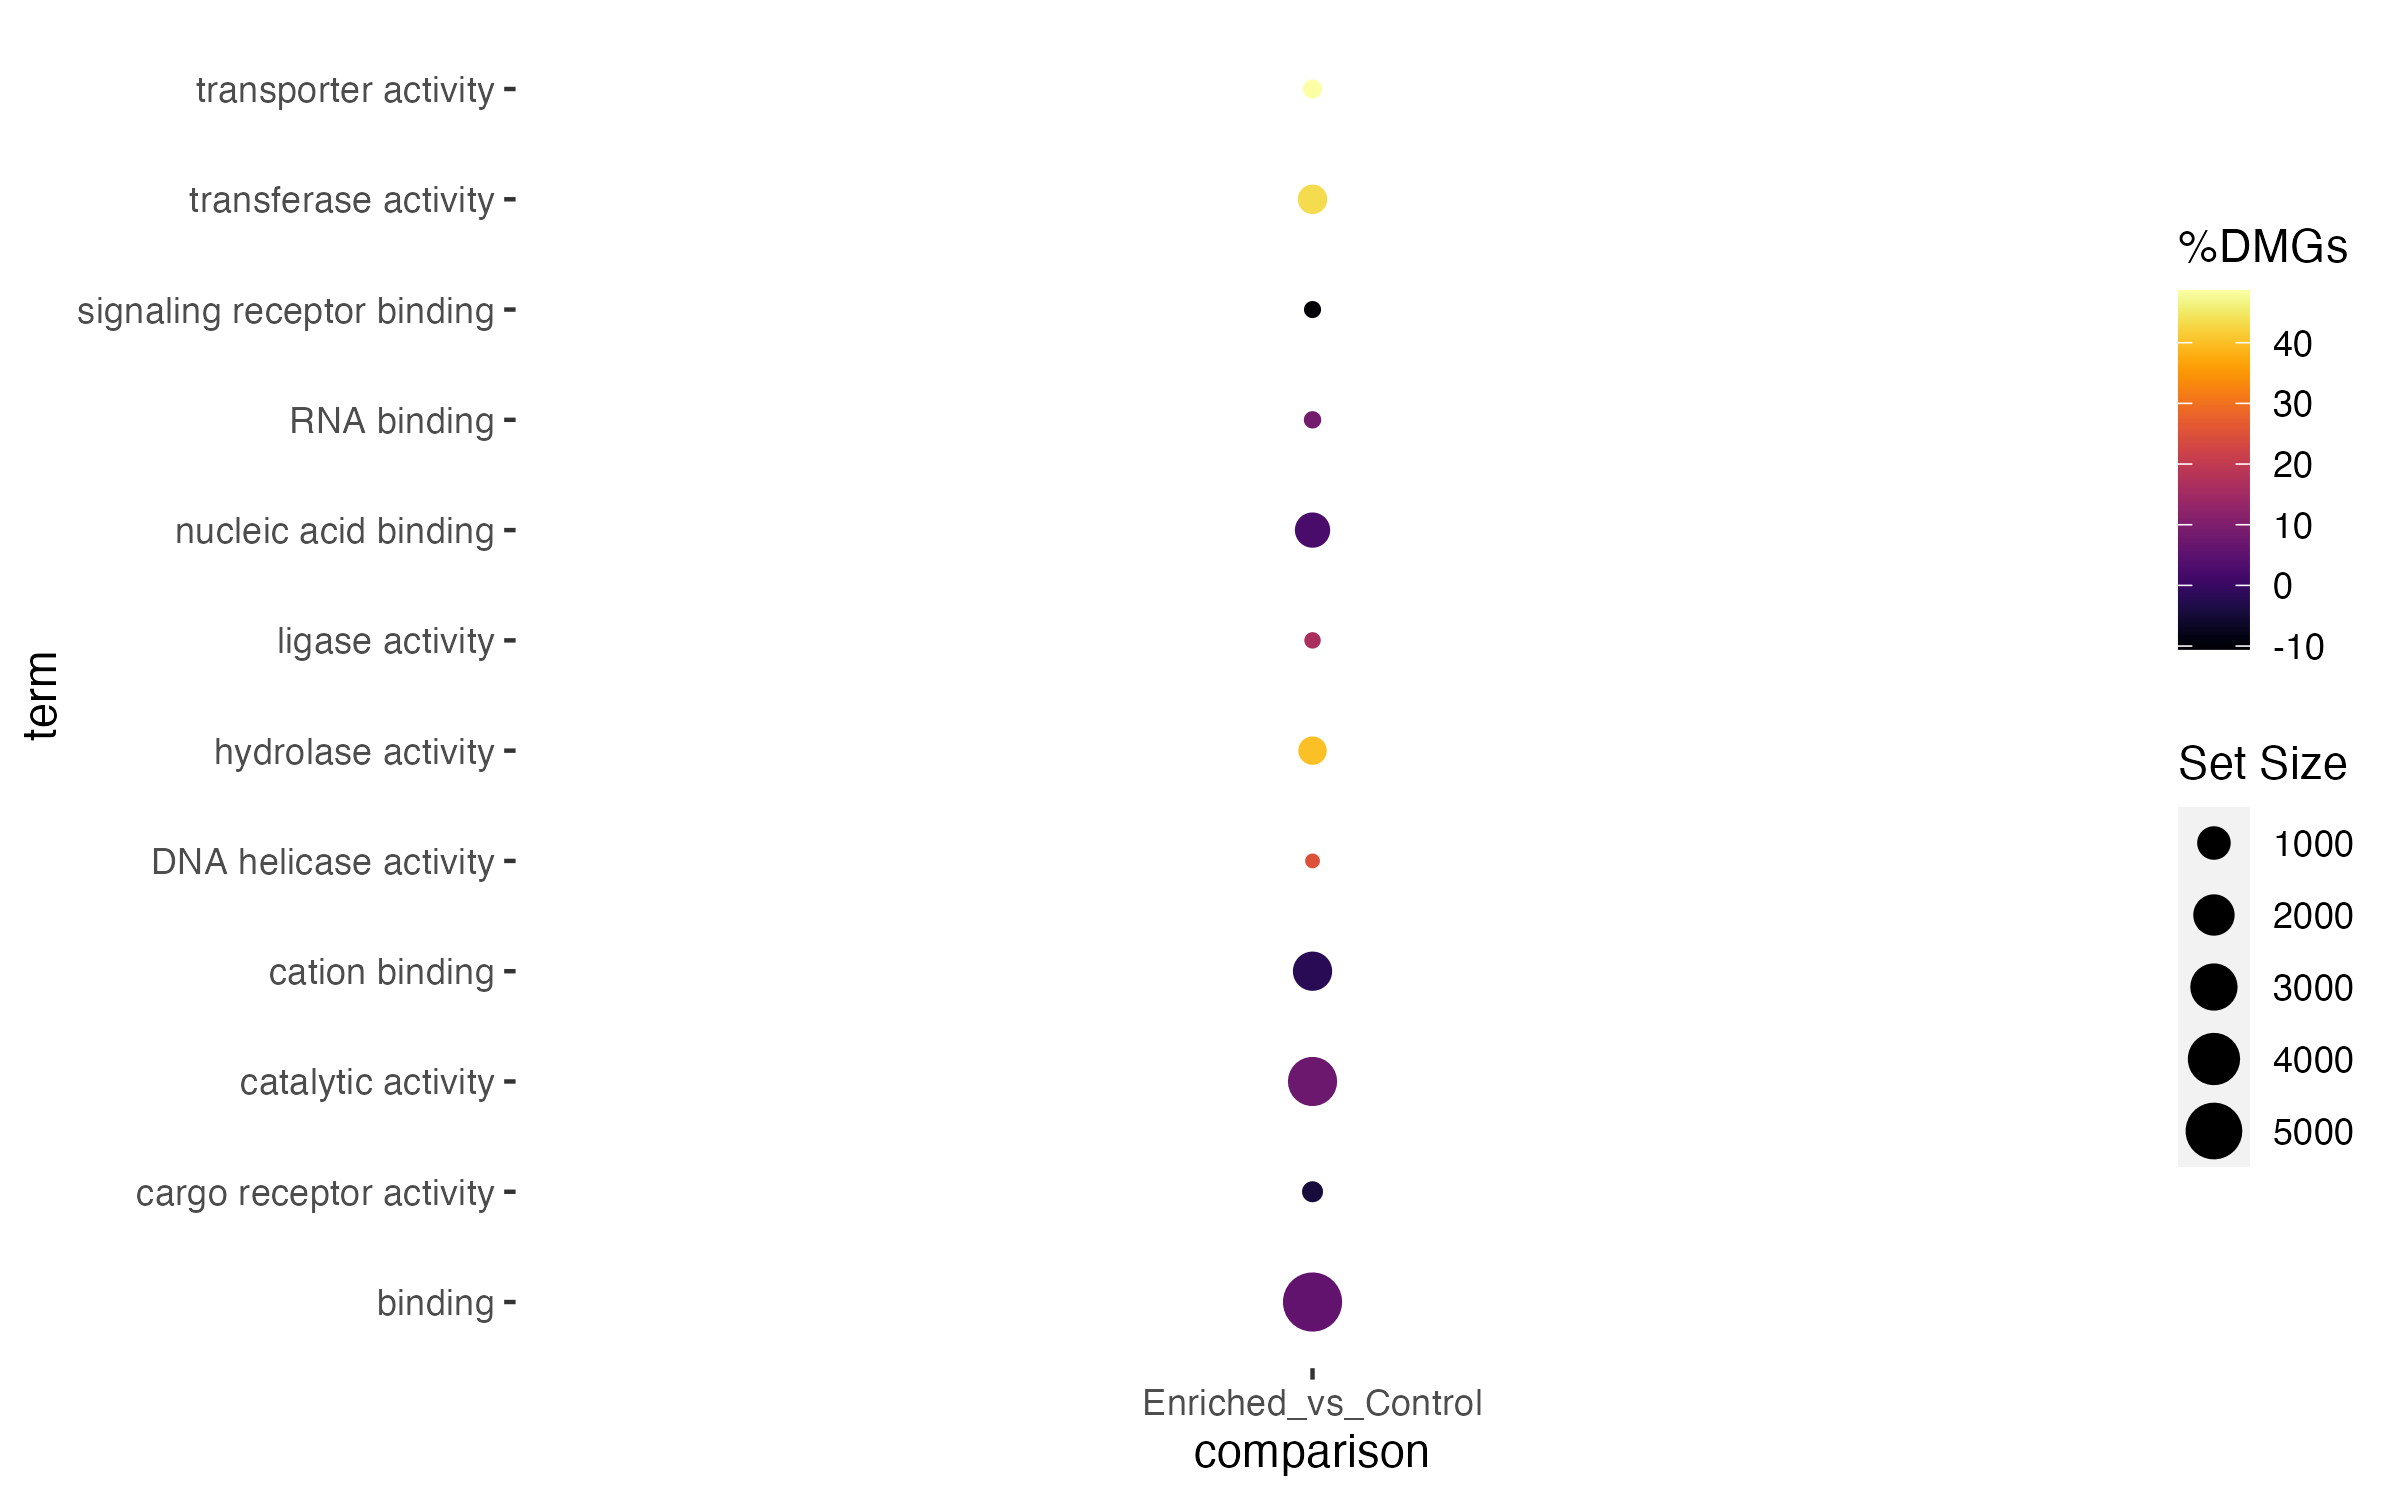 transporter activity
transferase activity
signaling receptor binding
RNA binding
nucleic acid binding
ligase activity
hydrolase activity
DNA helicase activity
cation binding
catalytic activity
cargo receptor activity
binding
term
Enriched_vs_Control
comparison
%DMGs
40
30
20
10
0
-10
Set Size
1000
2000
3000
4000
5000